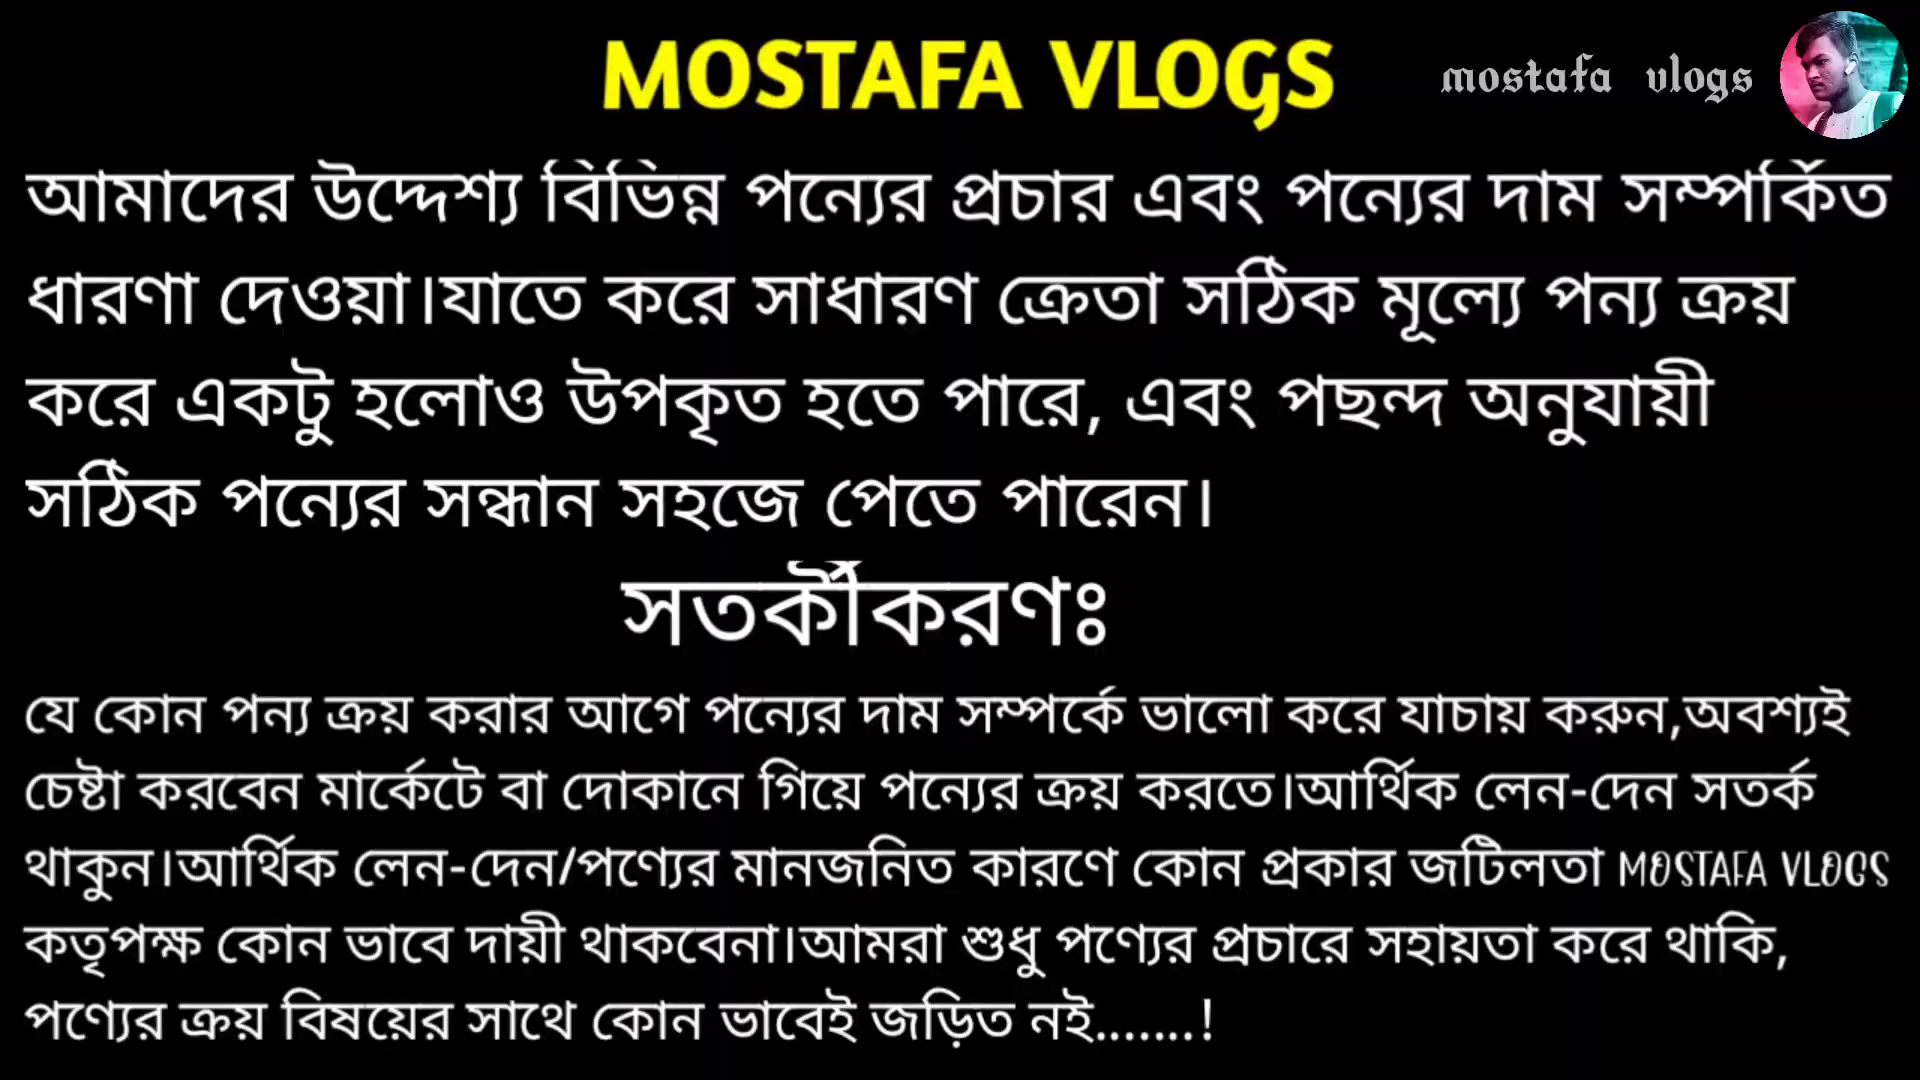 MOSTAFA VLOGS
mostafa vlogs
আমাদের উদ্দেশ্য বিভিন্ন পন্যের প্রচার এবং পন্যের দাম সম্পর্কিত
ধারণা দেওয়া।যাতে করে সাধারণ ক্রেতা সঠিক মূল্যে পন্য ক্রয়
করে একটু হলোও উপকৃত হতে পারে, এবং পছন্দ অনুযায়ী
সঠিক পন্যের সন্ধান সহজে পেতে পারেন।
সতর্কীকরণঃ
যে কোন পন্য ক্রয় করার আগে পন্যের দাম সম্পর্কে ভালো করে যাচায় করুন,অবশ্যই
চেষ্টা করবেন মার্কেটে বা দোকানে গিয়ে পন্যের ক্রয় করতে।আর্থিক লেন-দেন সতর্ক
থাকুন।আর্থিক লেন-দেন/পণ্যের মানজনিত কারণে কোন প্রকার জটিলতা MOSTAFA VLOGS
কতৃপক্ষ কোন ভাবে দায়ী থাকবেনা।আমরা শুধু পণ্যের প্রচারে সহায়তা করে থাকি,
পণ্যের ক্রয় বিষয়ের সাথে কোন ভাবেই জড়িত নই.......!